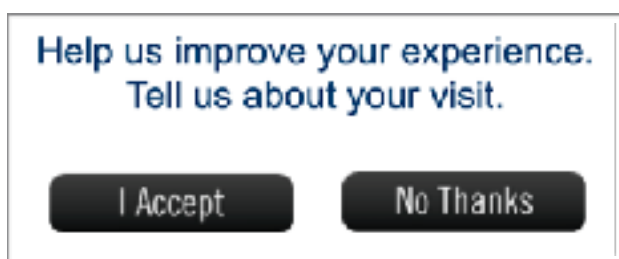 Help us improve your experience.
Tell us about your visit.
I Accept
No Thanks